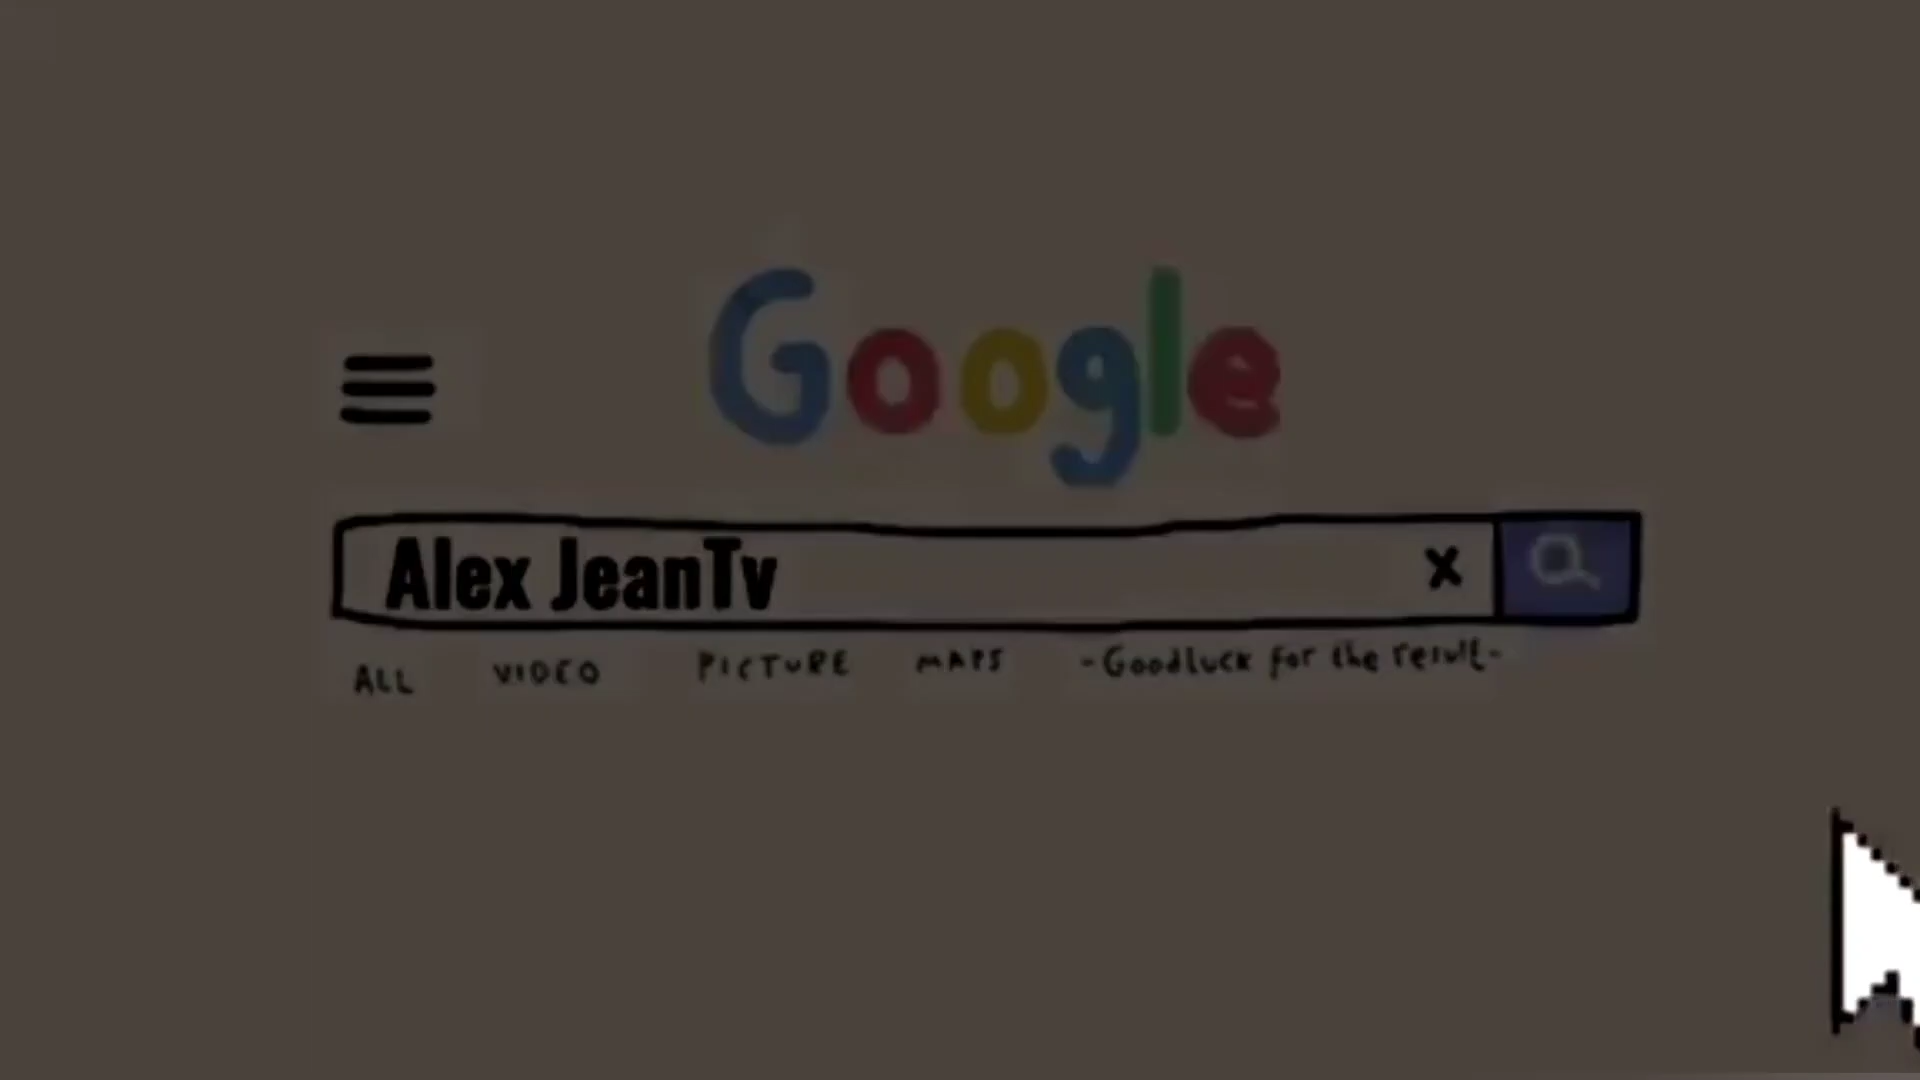 Google
Alex JeanTv
x
ALL VIDEO PICTURE MAPS -Goodluck for the result-